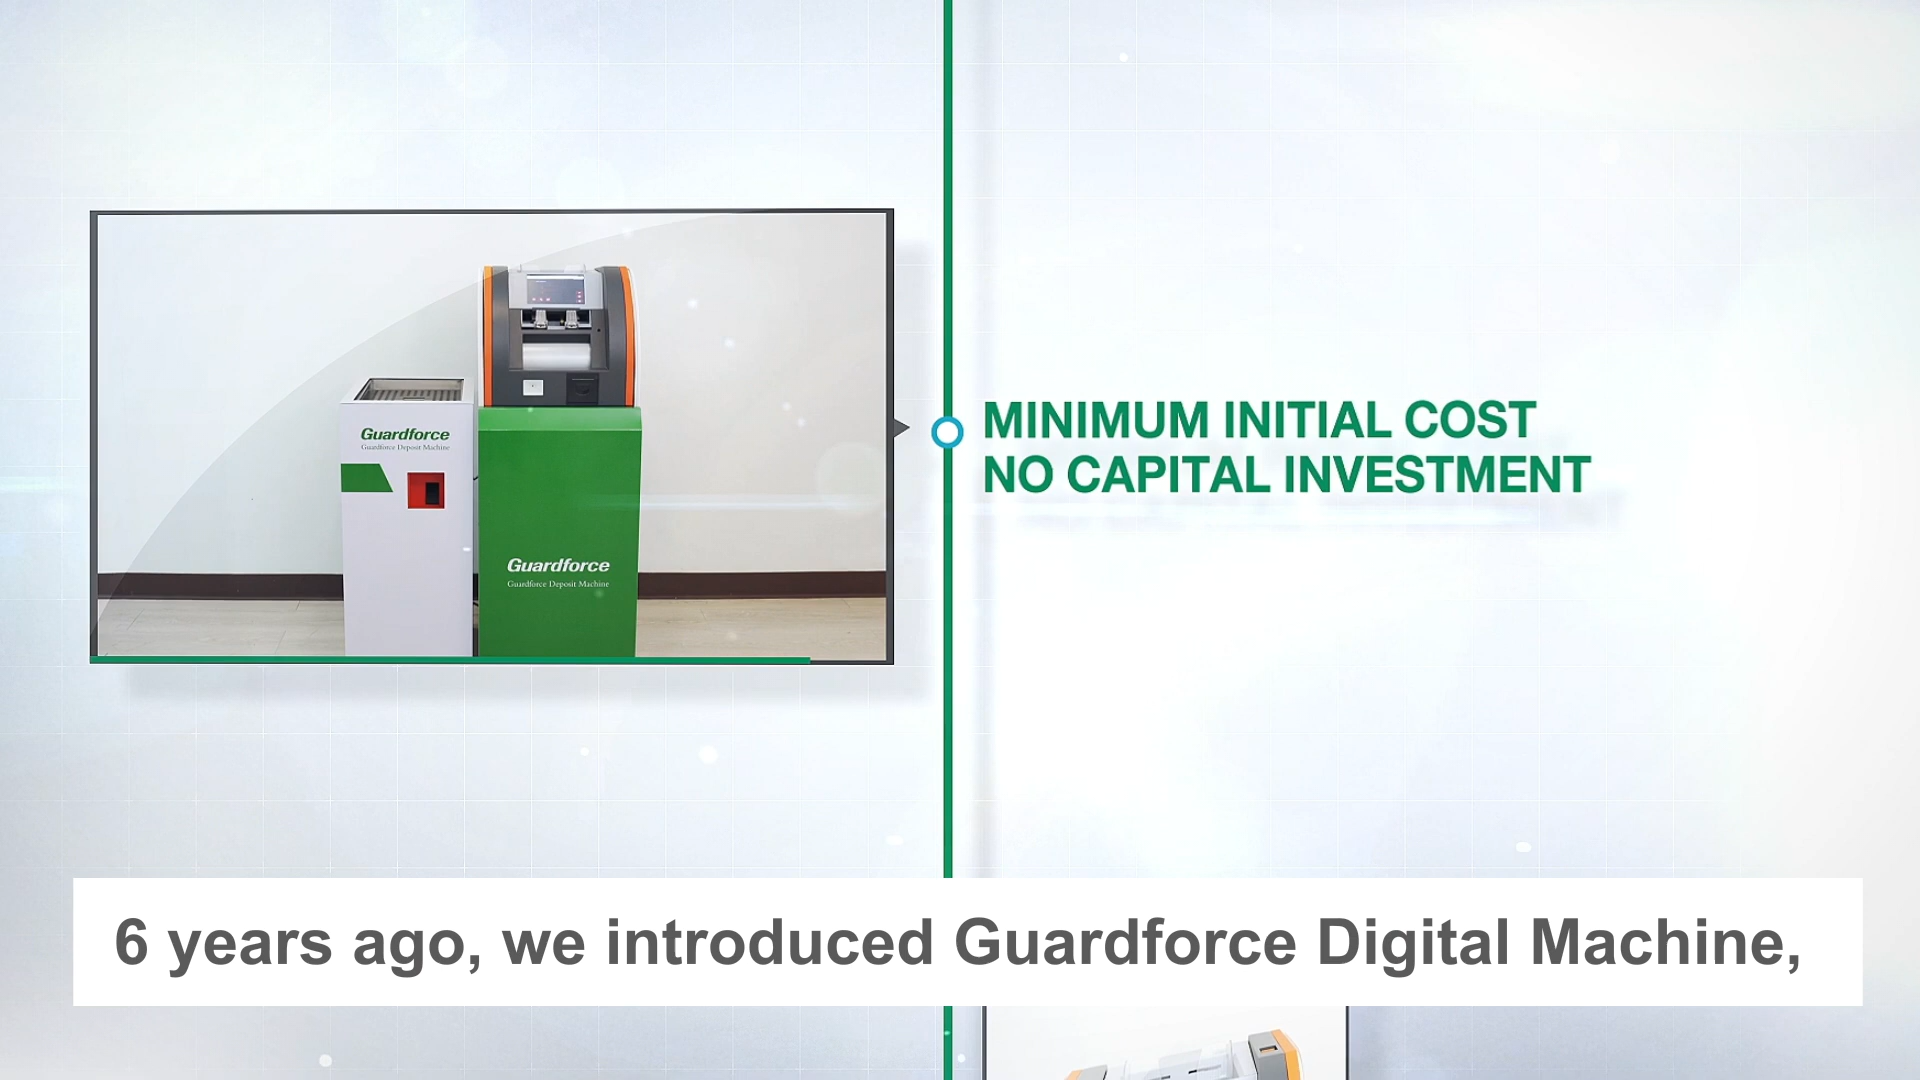 Guardforce
Guardforce Deposit Machine
Guardforce
Guardforce Deposit Machine
MINIMUM INITIAL COST
NO CAPITAL INVESTMENT
6 years ago, we introduced Guardforce Digital Machine,